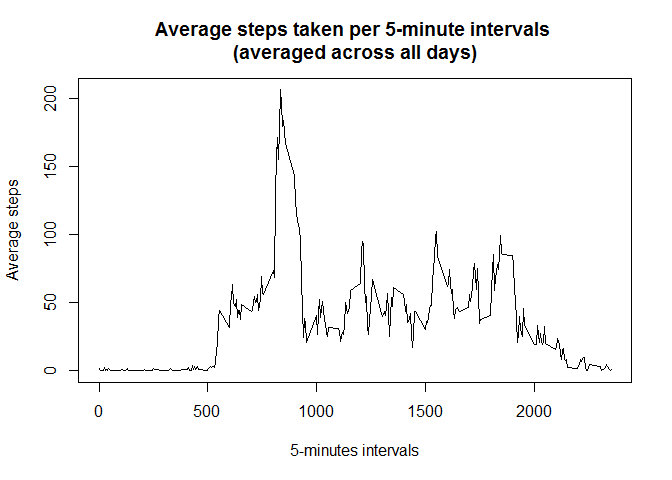 Average steps taken per 5-minute intervals
(averaged across all days)
Average steps
200
150
100
50
0
0 500 1000 1500 2000
5-minutes intervals